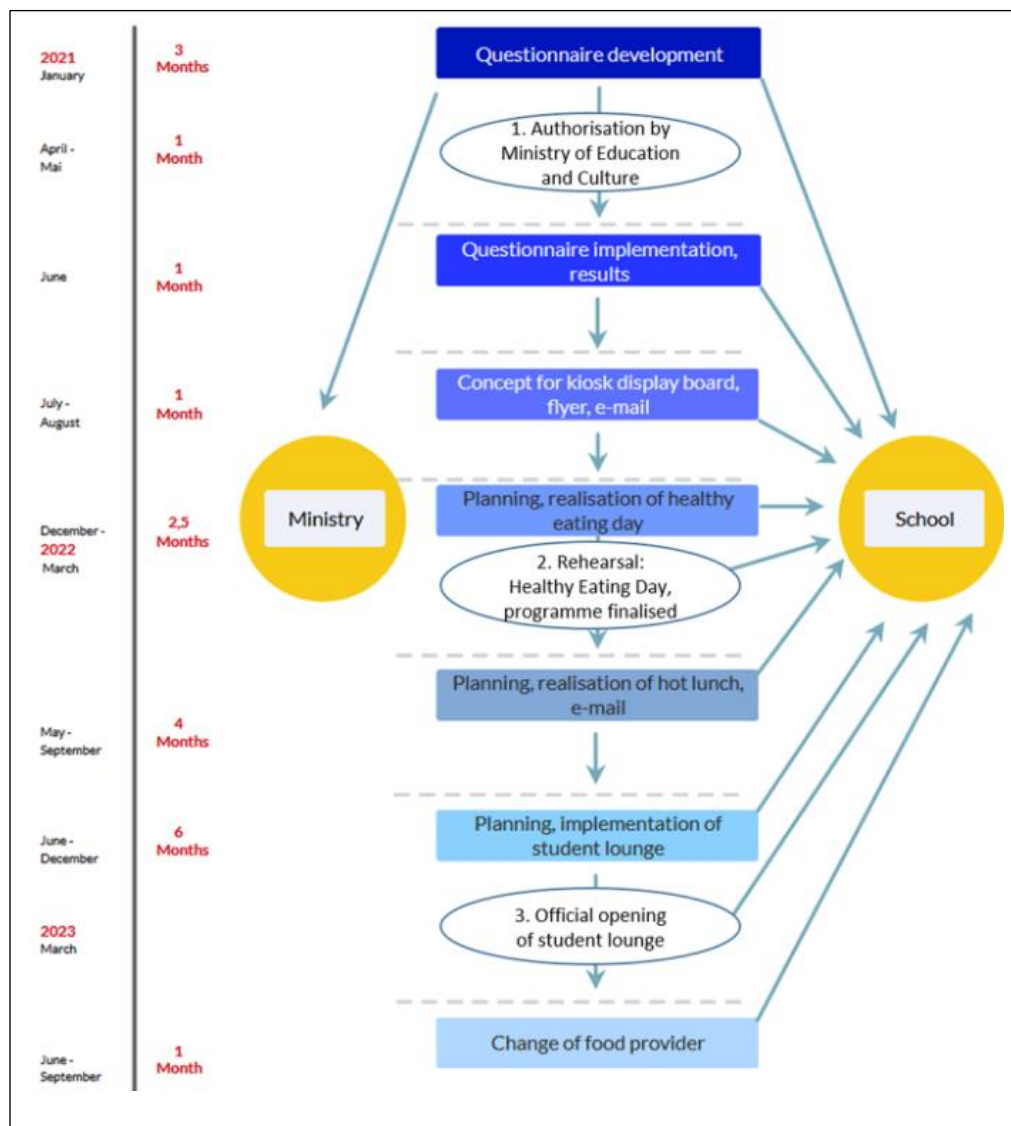 2021
January
3
Months
Questionnaire development
April -
Mai
1
Month
1. Authorisation by
Ministry of Education
and Culture
June
1
Month
Questionnaire implementation,
results
July -
August
1
Month
Concept for kiosk display board,
flyer, e-mail
December -
2022
March
2,5
Months
Ministry
Planning, realisation of healthy
eating day
School
2. Rehearsal:
Healthy Eating Day,
programme finalised
May -
September
4
Months
Planning, realisation of hot lunch,
e-mail
June -
December
6
Months
Planning, implementation of
student lounge
2023
March
3. Official opening
of student lounge
June -
September
1
Month
Change of food provider